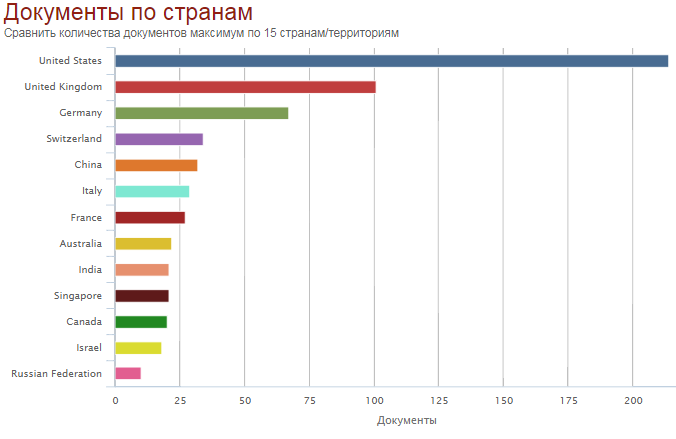 Документы по странам
Сравнить количества документов максимум по 15 странам/территориям
United States
United Kingdom
Germany
Switzerland
China
Italy
France
Australia
India
Singapore
Canada
Israel
Russian Federation
0 25 50 75 100 125 150 175 200
Документы